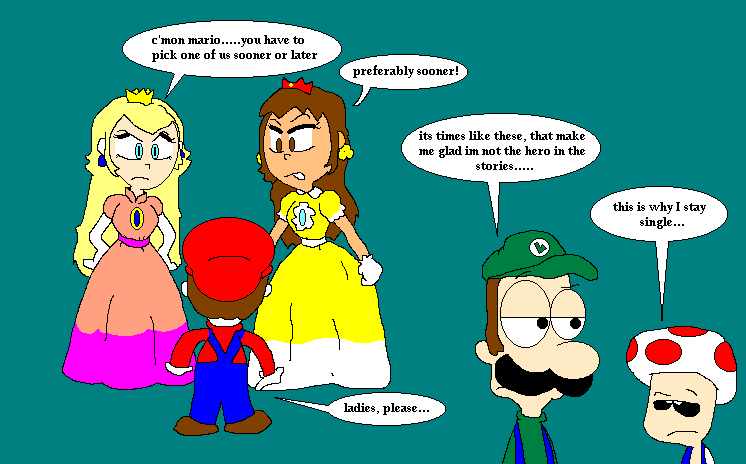 c'mon mario.....you have to
pick one of us sooner or later
preferably sooner!
its times like these, that make
me glad im not the hero in the
stories.....
this is why I stay
single...
L
ladies, please...